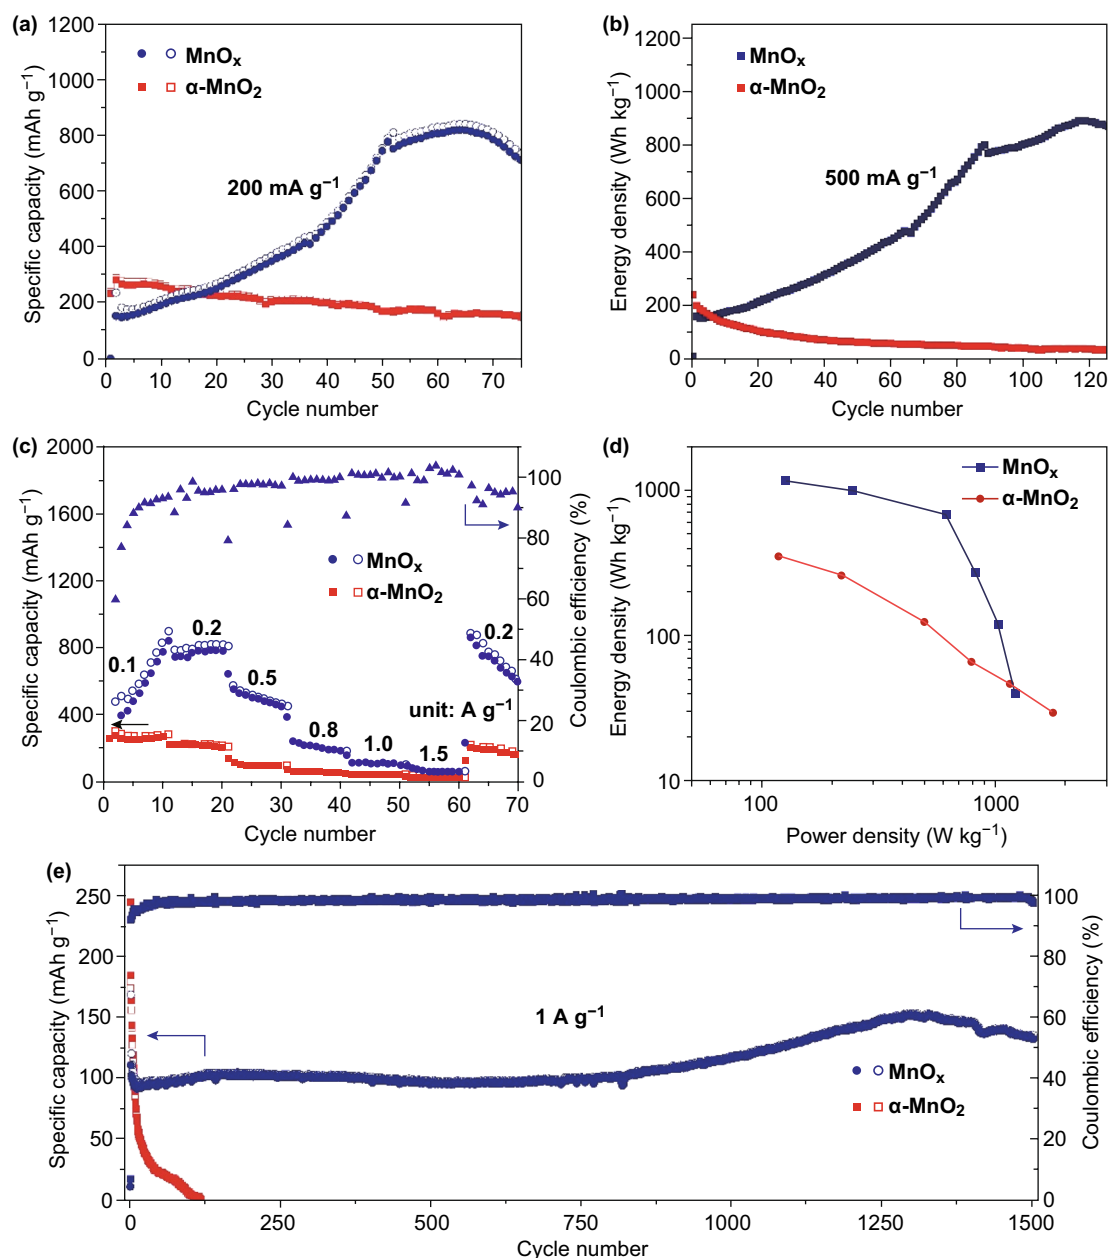 (a)
1200
1000
800
600
400
200
0
Specific capacity (mAh g⁻¹)
MnOₓ
α-MnO₂
200 mA g⁻¹
0 10 20 30 40 50 60 70
Cycle number
(b)
1200
1000
800
600
400
200
0
Energy density (Wh kg⁻¹)
MnOₓ
α-MnO₂
500 mA g⁻¹
0 20 40 60 80 100 120
Cycle number
(c)
2000
1800
1600
1200
800
400
0
Specific capacity (mAh g⁻¹)
MnOₓ
α-MnO₂
0.1
0.2
0.5
0.8
1.0
1.5
0.2
unit: A g⁻¹
100
80
60
40
20
0
Coulombic efficiency (%)
0 10 20 30 40 50 60 70
Cycle number
(d)
1000
100
10
Energy density (Wh kg⁻¹)
MnOₓ
α-MnO₂
100 1000
Power density (W kg⁻¹)
(e)
250
200
150
100
50
0
Specific capacity (mAh g⁻¹)
1 A g⁻¹
MnOₓ
α-MnO₂
100
80
60
40
20
0
Coulombic efficiency (%)
0 250 500 750 1000 1250 1500
Cycle number